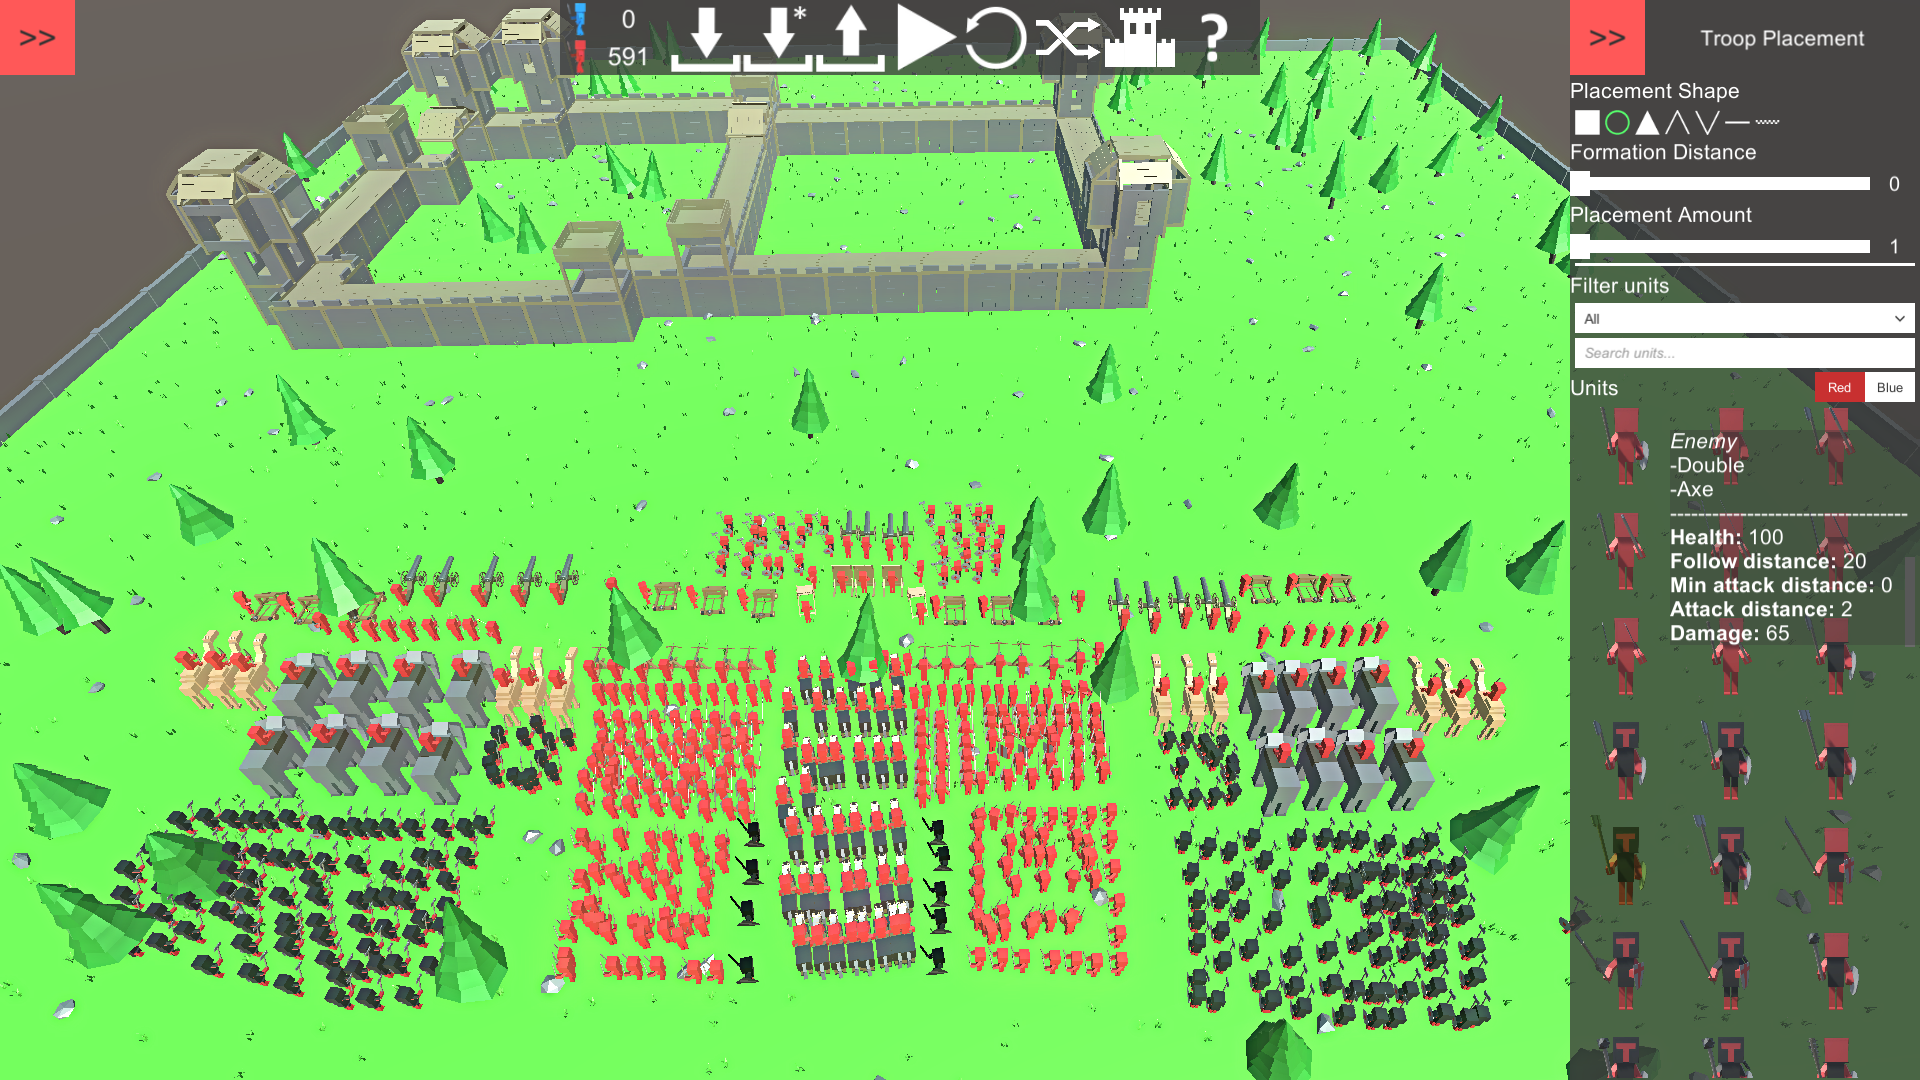 >>
0
591
*
?
>>
Troop Placement
Placement Shape
Formation Distance
0
Placement Amount
1
Filter units
All
Search units...
Units
Red
Blue
Enemy
-Double
-Axe
----------------------------------
Health: 100
Follow distance: 20
Min attack distance: 0
Attack distance: 2
Damage: 65